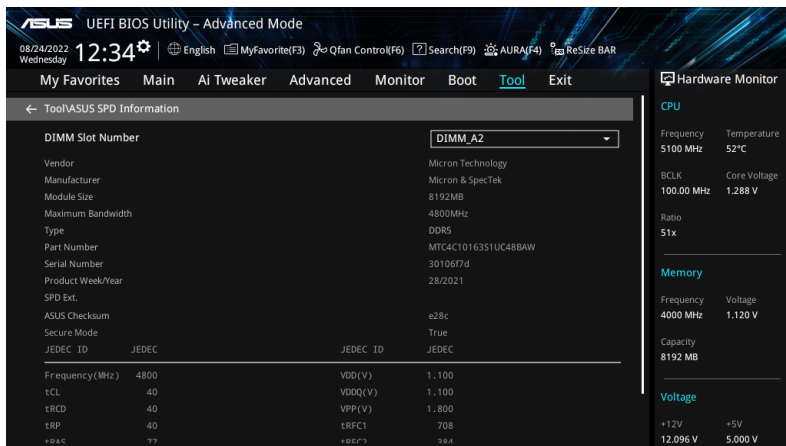 ASUS UEFI BIOS Utility – Advanced Mode
08/24/2022 Wednesday 12:34 English MyFavorite(F3) Qfan Control(F6) ? Search(F9) AURA(F4) ReSize BAR
My Favorites Main Ai Tweaker Advanced Monitor Boot Tool Exit
← Tool\ASUS SPD Information
DIMM Slot Number DIMM_A2
Vendor Micron Technology
Manufacturer Micron & SpecTek
Module Size 8192MB
Maximum Bandwidth 4800MHz
Type DDR5
Part Number MTC4C10163S1UC48BAW
Serial Number 30106f7d
Product Week/Year 28/2021
SPD Ext.
ASUS Checksum e28c
Secure Mode True
JEDEC ID JEDEC JEDEC ID JEDEC
Frequency(MHz) 4800 VDD(V) 1.100
tCL 40 VDDQ(V) 1.100
tRCD 40 VPP(V) 1.800
tRP 40 tRFC1 708
tRAS 77 tRFC2 384
Hardware Monitor
CPU
Frequency Temperature
5100 MHz 52°C
BCLK Core Voltage
100.00 MHz 1.288 V
Ratio
51x
Memory
Frequency Voltage
4000 MHz 1.120 V
Capacity
8192 MB
Voltage
+12V +5V
12.096 V 5.000 V